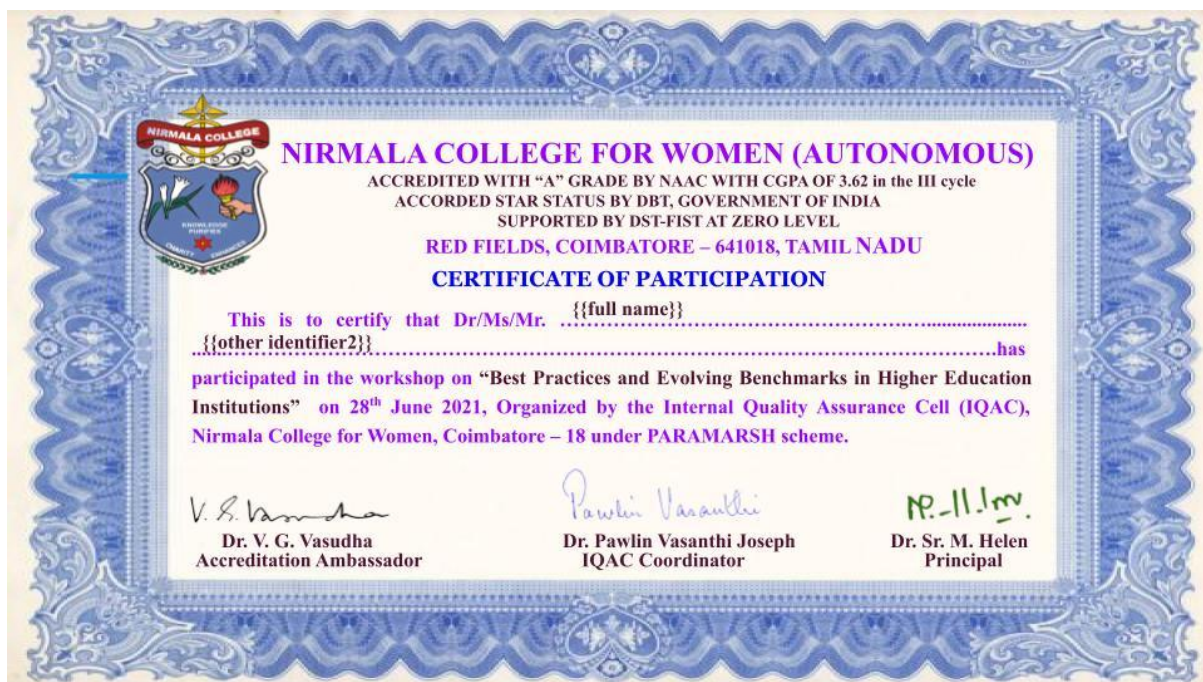 NIRMALA COLLEGE
KNOWLEDGE
PURIFIES
CHARITY ENHANCES
NIRMALA COLLEGE FOR WOMEN (AUTONOMOUS)
ACCREDITED WITH “A” GRADE BY NAAC WITH CGPA OF 3.62 in the III cycle
ACCORDED STAR STATUS BY DBT, GOVERNMENT OF INDIA
SUPPORTED BY DST-FIST AT ZERO LEVEL
RED FIELDS, COIMBATORE – 641018, TAMIL NADU
CERTIFICATE OF PARTICIPATION
This is to certify that Dr/Ms/Mr. {{full name}}
{{other identifier2}} has
participated in the workshop on “Best Practices and Evolving Benchmarks in Higher Education
Institutions” on 28th June 2021, Organized by the Internal Quality Assurance Cell (IQAC),
Nirmala College for Women, Coimbatore – 18 under PARAMARSH scheme.
V. G. Vasudha Pawlin Vasanthi
Dr. V. G. Vasudha Dr. Pawlin Vasanthi Joseph Dr. Sr. M. Helen
Accreditation Ambassador IQAC Coordinator Principal